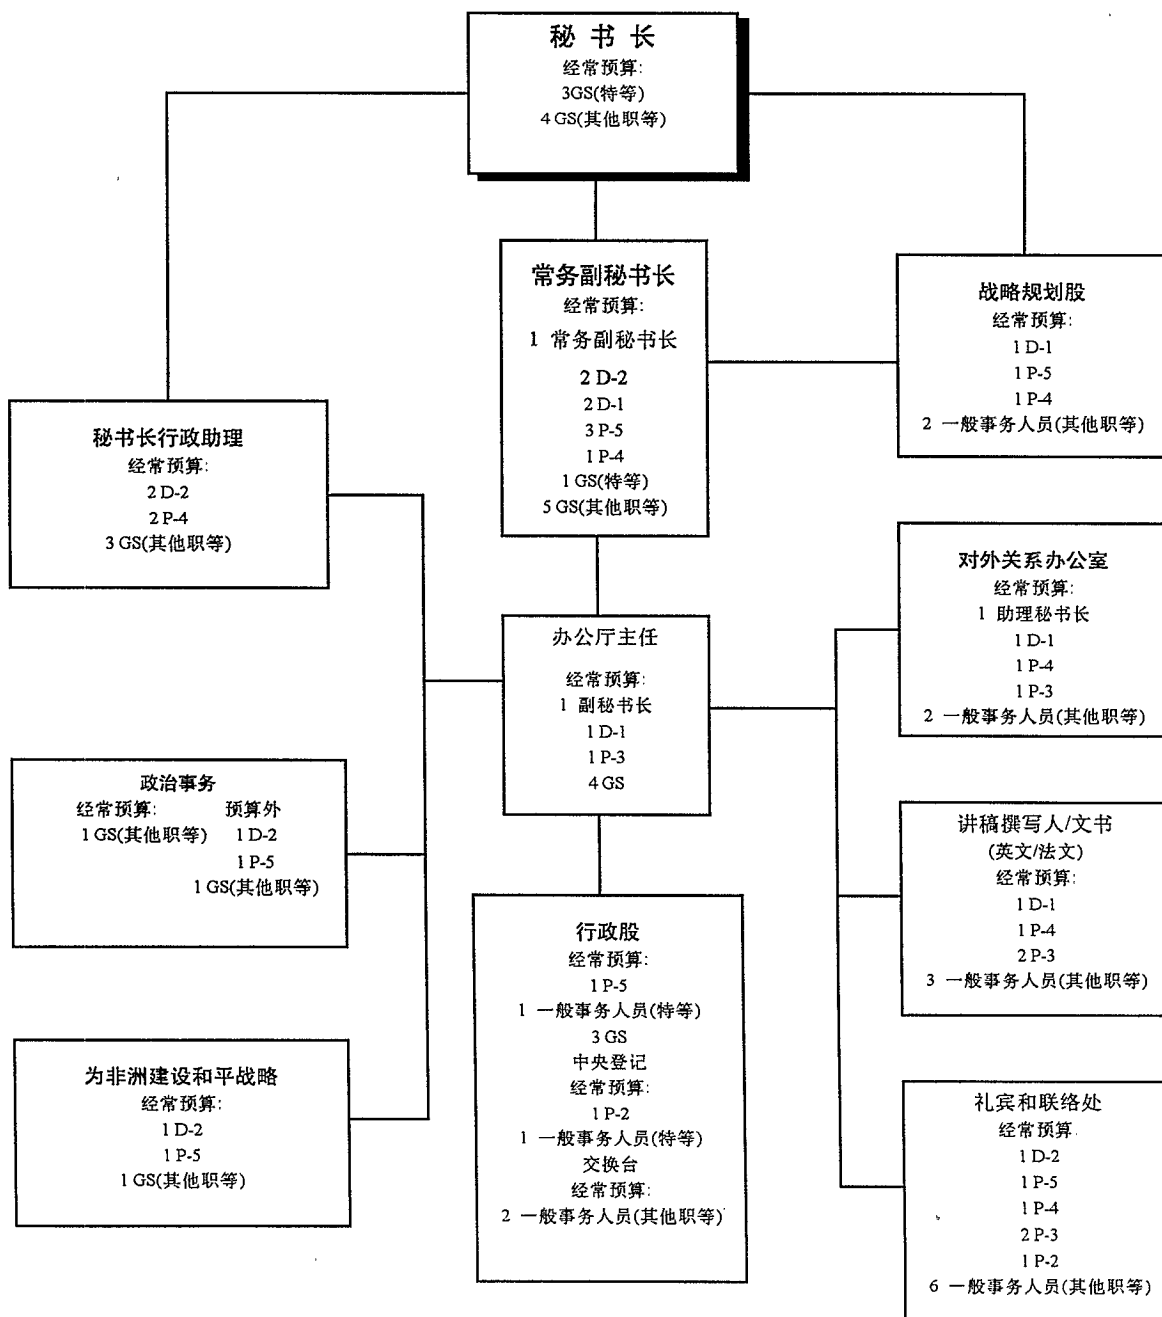 秘 书 长
经常预算:
3GS(特等)
4 GS(其他职等)
常务副秘书长
经常预算:
1 常务副秘书长
2 D-2
2 D-1
3 P-5
1 P-4
1 GS(特等)
5 GS(其他职等)
战略规划股
经常预算:
1 D-1
1 P-5
1 P-4
2 一般事务人员(其他职等)
秘书长行政助理
经常预算:
2 D-2
2 P-4
3 GS(其他职等)
对外关系办公室
经常预算:
1 助理秘书长
1 D-1
1 P-4
1 P-3
2 一般事务人员(其他职等)
办公厅主任
经常预算:
1 副秘书长
1 D-1
1 P-3
4 GS
政治事务
经常预算: 预算外
1 GS(其他职等) 1 D-2
1 P-5
1 GS(其他职等)
讲稿撰写人/文书
(英文/法文)
经常预算:
1 D-1
1 P-4
2 P-3
3 一般事务人员(其他职等)
行政股
经常预算:
1 P-5
1 一般事务人员(特等)
3 GS
中央登记
经常预算:
1 P-2
1 一般事务人员(特等)
交换台
经常预算:
2 一般事务人员(其他职等)
为非洲建设和平战略
经常预算:
1 D-2
1 P-5
1 GS(其他职等)
礼宾和联络处
经常预算
1 D-2
1 P-5
1 P-4
2 P-3
1 P-2
6 一般事务人员(其他职等)